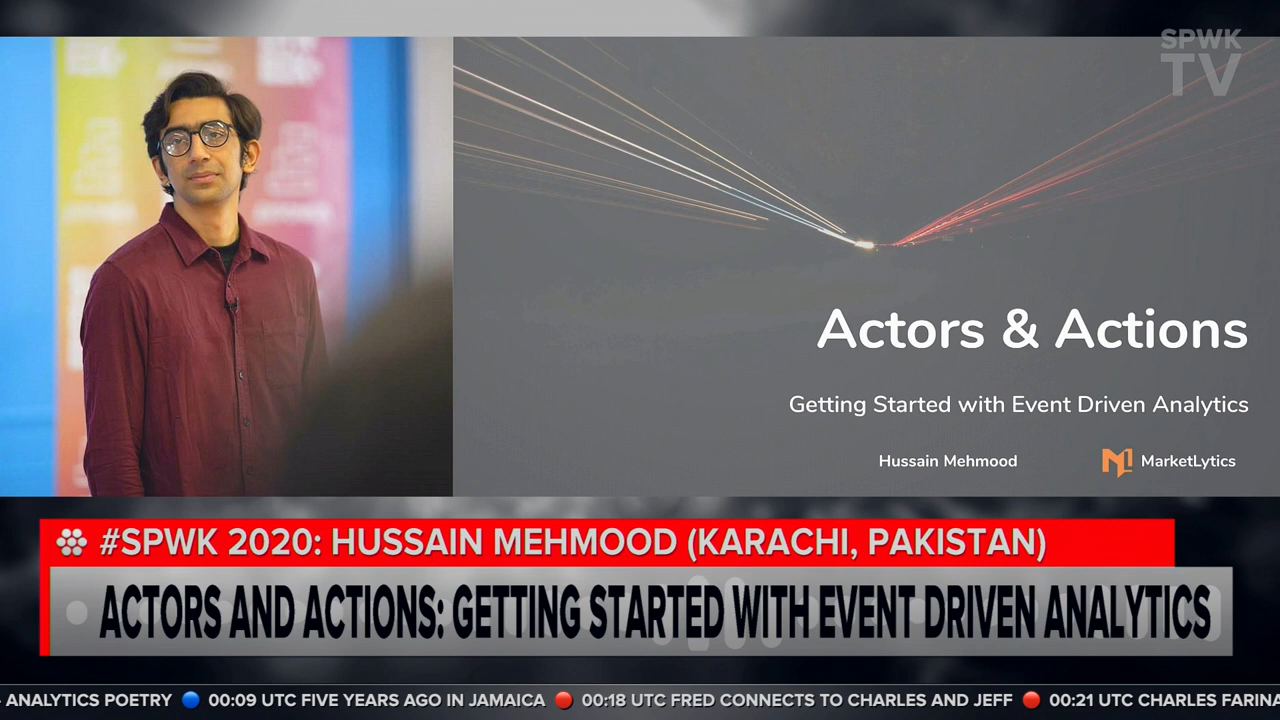 SPWK
TV
Actors & Actions
Getting Started with Event Driven Analytics
Hussain Mehmood
MarketLytics
#SPWK 2020: HUSSAIN MEHMOOD (KARACHI, PAKISTAN)
ACTORS AND ACTIONS: GETTING STARTED WITH EVENT DRIVEN ANALYTICS
ANALYTICS POETRY 00:09 UTC FIVE YEARS AGO IN JAMAICA 00:18 UTC FRED CONNECTS TO CHARLES AND JEFF 00:21 UTC CHARLES FARINA